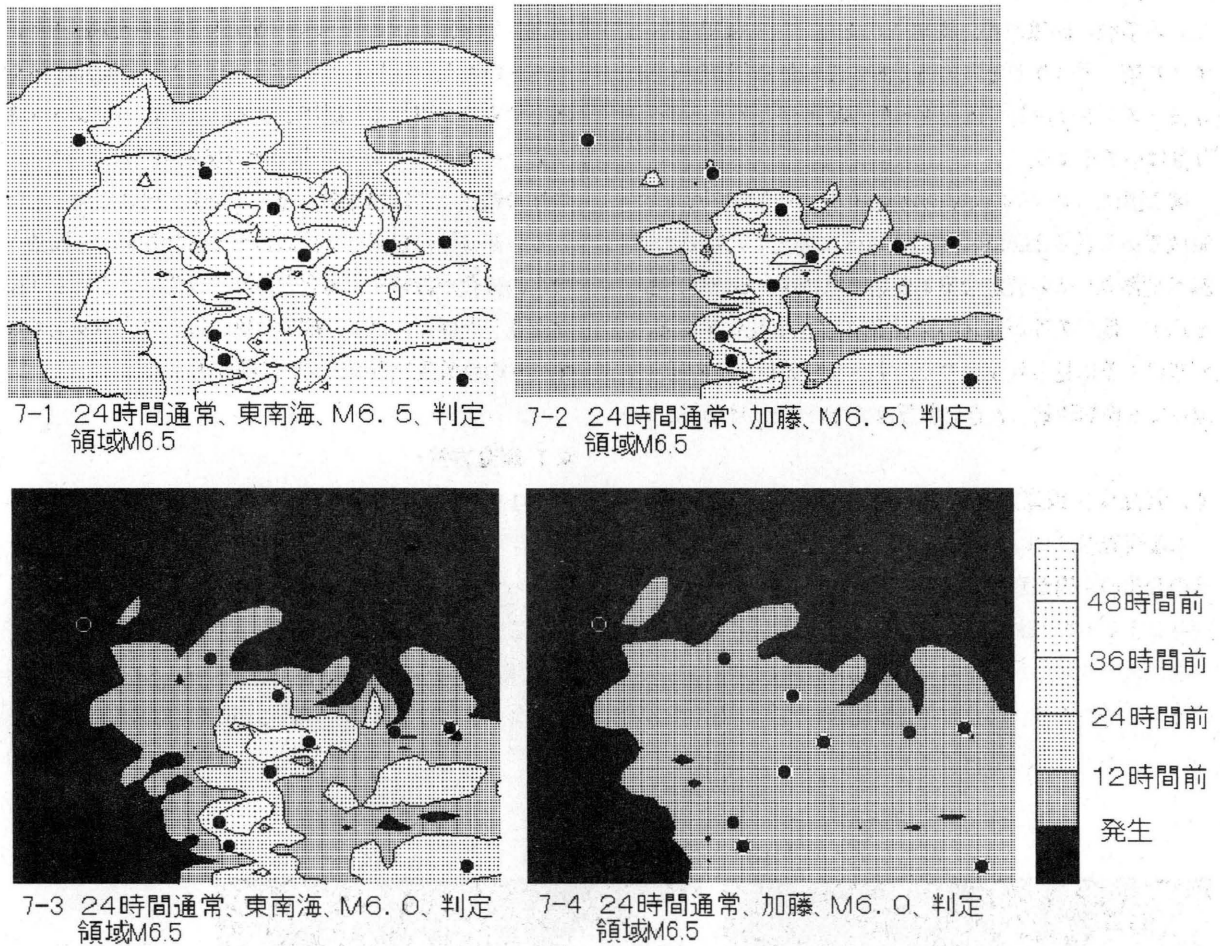 7-1 24時間通常、東南海、M6.5、判定
領域M6.5
7-2 24時間通常、加藤、M6.5、判定
領域M6.5
48時間前
36時間前
24時間前
12時間前
発生
7-3 24時間通常、東南海、M6.0、判定
領域M6.5
7-4 24時間通常、加藤、M6.0、判定
領域M6.5